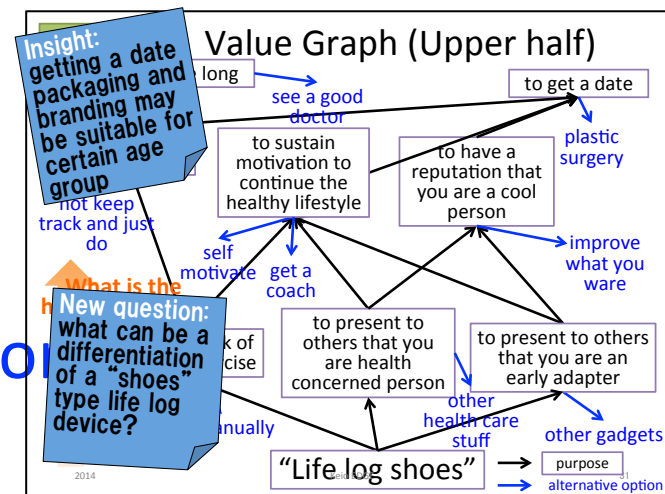 Value Graph (Upper half)
Insight:
getting a date
packaging and
branding may
be suitable for
certain age
group
long
see a good
doctor
to get a date
plastic
surgery
to sustain
motivation to
continue the
healthy lifestyle
to have a
reputation that
you are a cool
person
not keep
track and just
do
self
motivate
get a
coach
improve
what you
ware
What is the
New question:
what can be a
differentiation
of a “shoes”
type life log
device?
to present to
others that you
are health
concerned person
to present to others
that you are an
early adapter
other
health care
stuff
other gadgets
“Life log shoes”
purpose
alternative option
2014
31